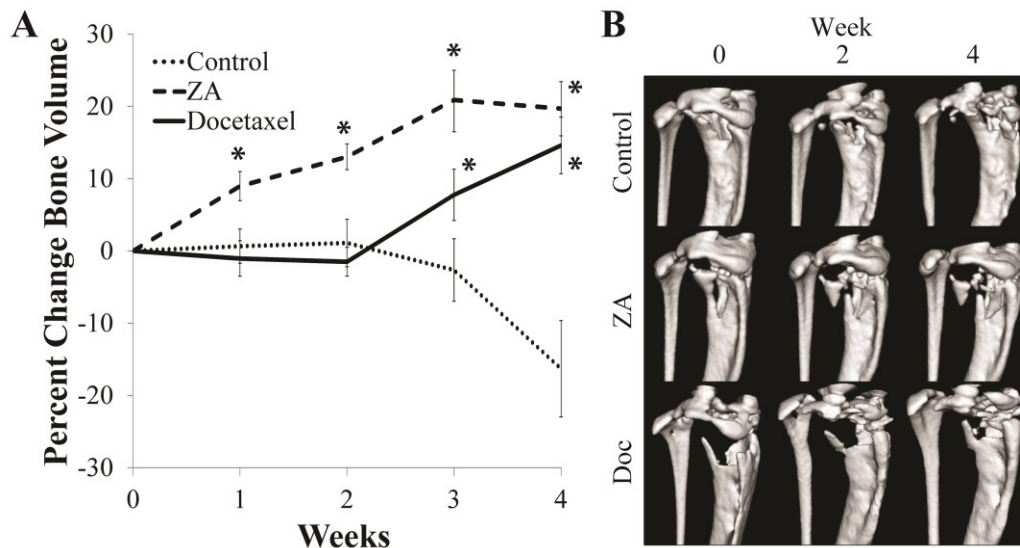 A
30
20
10
0
-10
-20
-30
Percent Change Bone Volume
Control
ZA
Docetaxel
*
*
*
*
*
*
0 1 2 3 4
Weeks
B
Week
0 2 4
Control
ZA
Doc